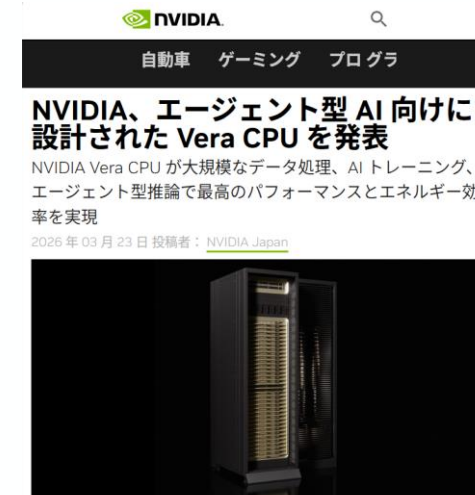 NVIDIA.
自動車 ゲーミング プロ グラ
NVIDIA、エージェント型 AI 向けに
設計された Vera CPU を発表
NVIDIA Vera CPU が大規模なデータ処理、AI トレーニング、
エージェント型推論で最高のパフォーマンスとエネルギー効
率を実現
2026 年 03 月 23 日 投稿者： NVIDIA Japan